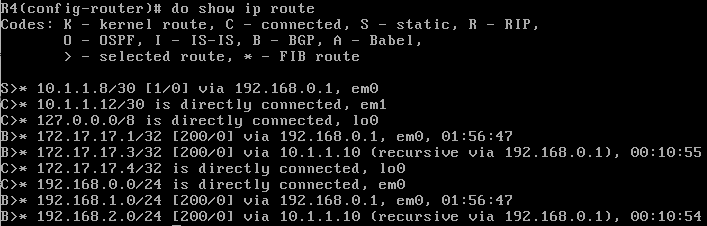 R4(config-router)# do show ip route
Codes: K - kernel route, C - connected, S - static, R - RIP,
O - OSPF, I - IS-IS, B - BGP, A - Babel,
> - selected route, * - FIB route
S>* 10.1.1.8/30 [1/0] via 192.168.0.1, em0
C>* 10.1.1.12/30 is directly connected, em1
C>* 127.0.0.0/8 is directly connected, lo0
B>* 172.17.17.1/32 [200/0] via 192.168.0.1, em0, 01:56:47
B>* 172.17.17.3/32 [200/0] via 10.1.1.10 (recursive via 192.168.0.1), 00:10:55
C>* 172.17.17.4/32 is directly connected, lo0
C>* 192.168.0.0/24 is directly connected, em0
B>* 192.168.1.0/24 [200/0] via 192.168.0.1, em0, 01:56:47
B>* 192.168.2.0/24 [200/0] via 10.1.1.10 (recursive via 192.168.0.1), 00:10:54